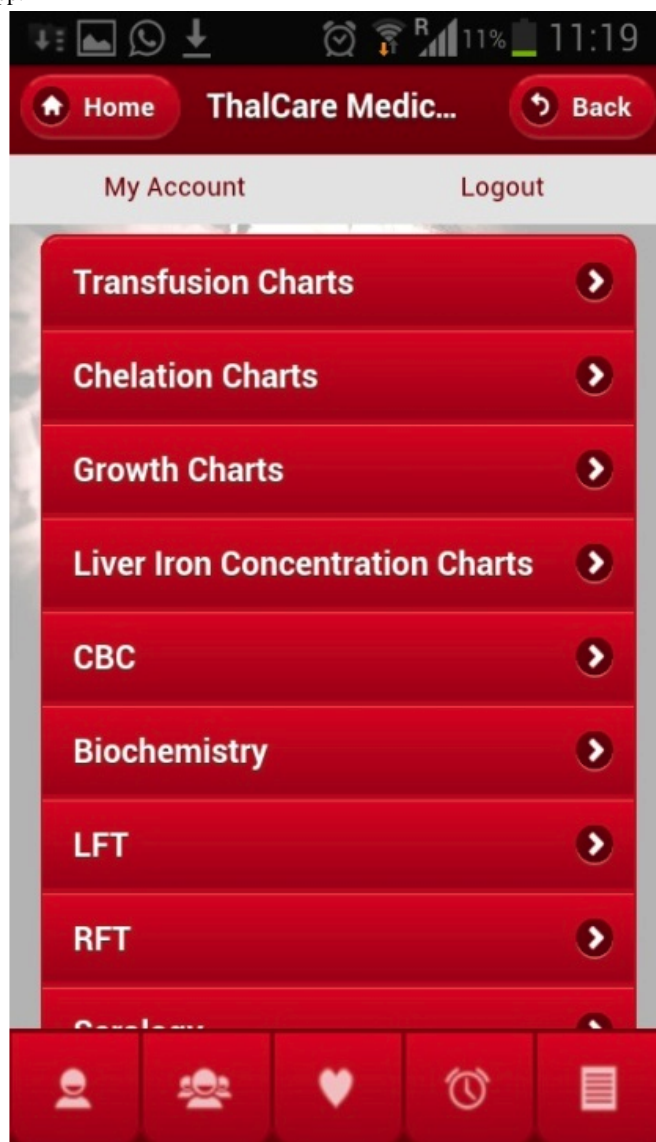 R 11% 11:19
Home ThalCare Medic... Back
My Account Logout
Transfusion Charts
Chelation Charts
Growth Charts
Liver Iron Concentration Charts
CBC
Biochemistry
LFT
RFT
Serology